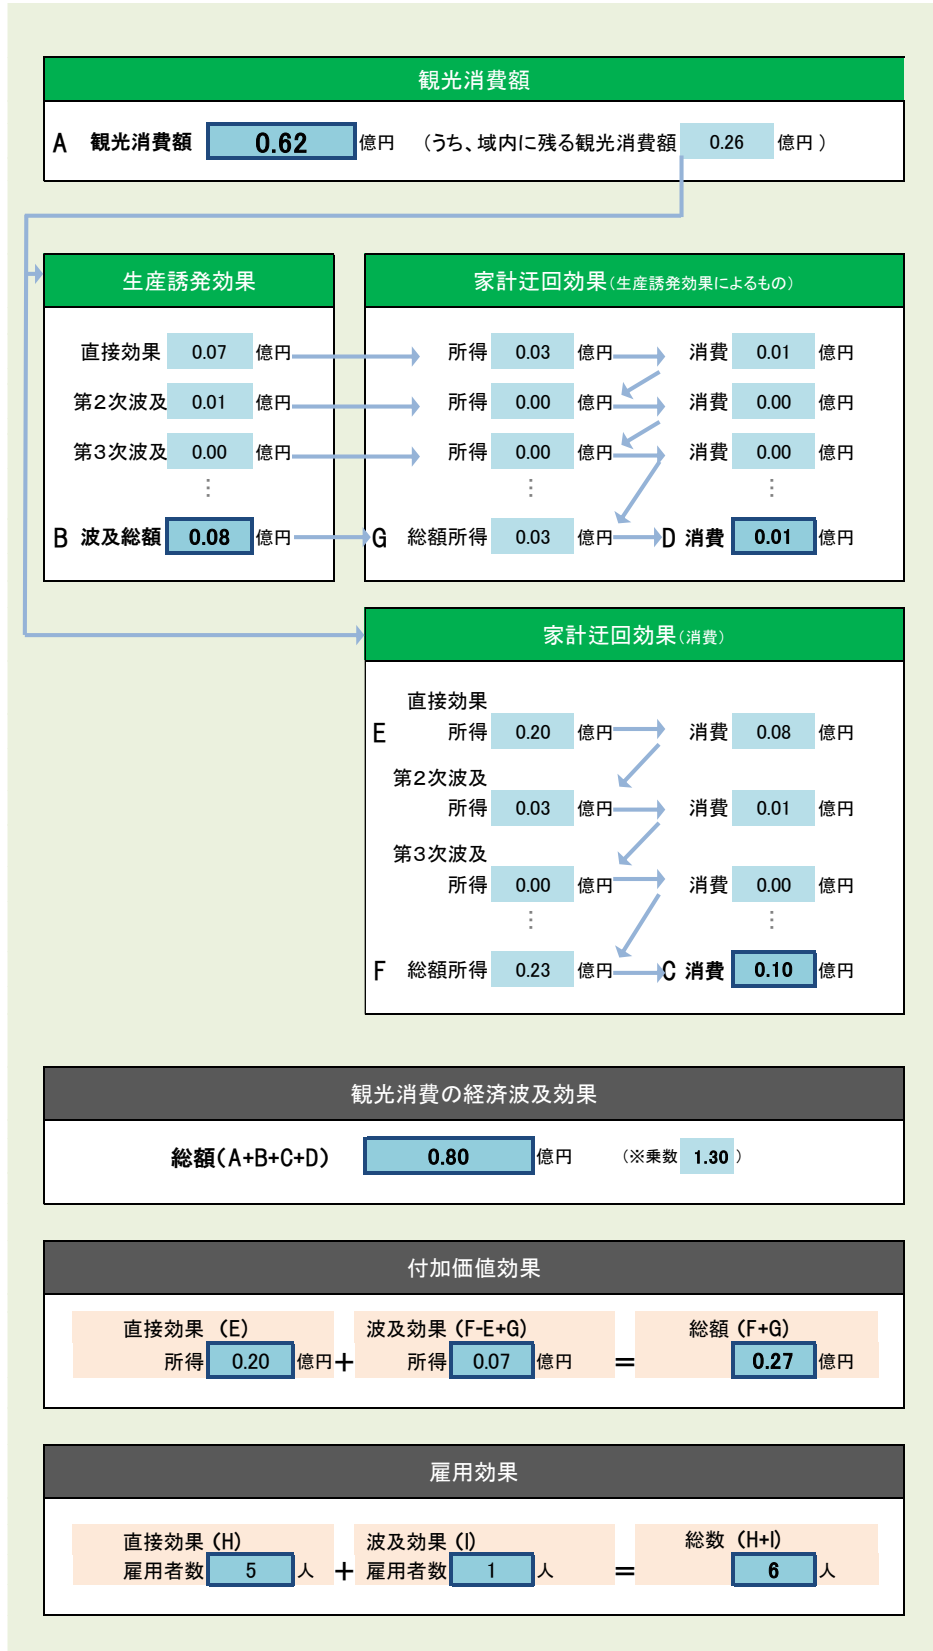 観光消費額
A 観光消費額 0.62 億円 (うち、域内に残る観光消費額 0.26 億円 )
生産誘発効果
直接効果 0.07 億円
第2次波及 0.01 億円
第3次波及 0.00 億円
⋮
B 波及総額 0.08 億円
家計迂回効果(生産誘発効果によるもの)
所得 0.03 億円 消費 0.01 億円
所得 0.00 億円 消費 0.00 億円
所得 0.00 億円 消費 0.00 億円
⋮ ⋮
G 総額所得 0.03 億円 D 消費 0.01 億円
家計迂回効果(消費)
直接効果
E 所得 0.20 億円 消費 0.08 億円
第2次波及
所得 0.03 億円 消費 0.01 億円
第3次波及
所得 0.00 億円 消費 0.00 億円
⋮ ⋮
F 総額所得 0.23 億円 C 消費 0.10 億円
観光消費の経済波及効果
総額(A+B+C+D) 0.80 億円 (※乗数 1.30 )
付加価値効果
直接効果 (E) 波及効果 (F-E+G) 総額 (F+G)
所得 0.20 億円 + 所得 0.07 億円 = 0.27 億円
雇用効果
直接効果 (H) 波及効果 (I) 総数 (H+I)
雇用者数 5 人 + 雇用者数 1 人 = 6 人